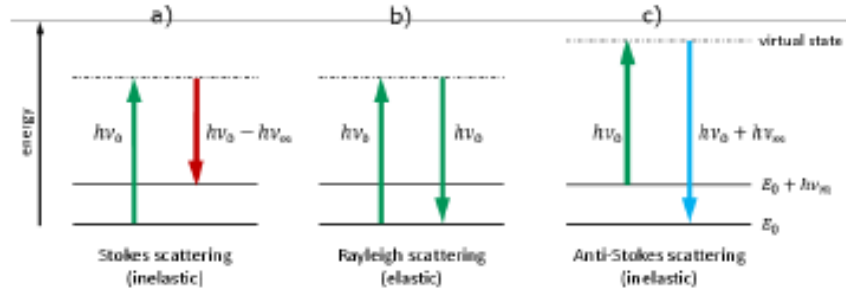 a) b) c)
virtual state
energy
hν₀ hν₀ − hνₘ hν₀ hν₀ hν₀ hν₀ + hνₘ
E₀ + hνₘ
E₀
Stokes scattering Rayleigh scattering Anti-Stokes scattering
(inelastic) (elastic) (inelastic)